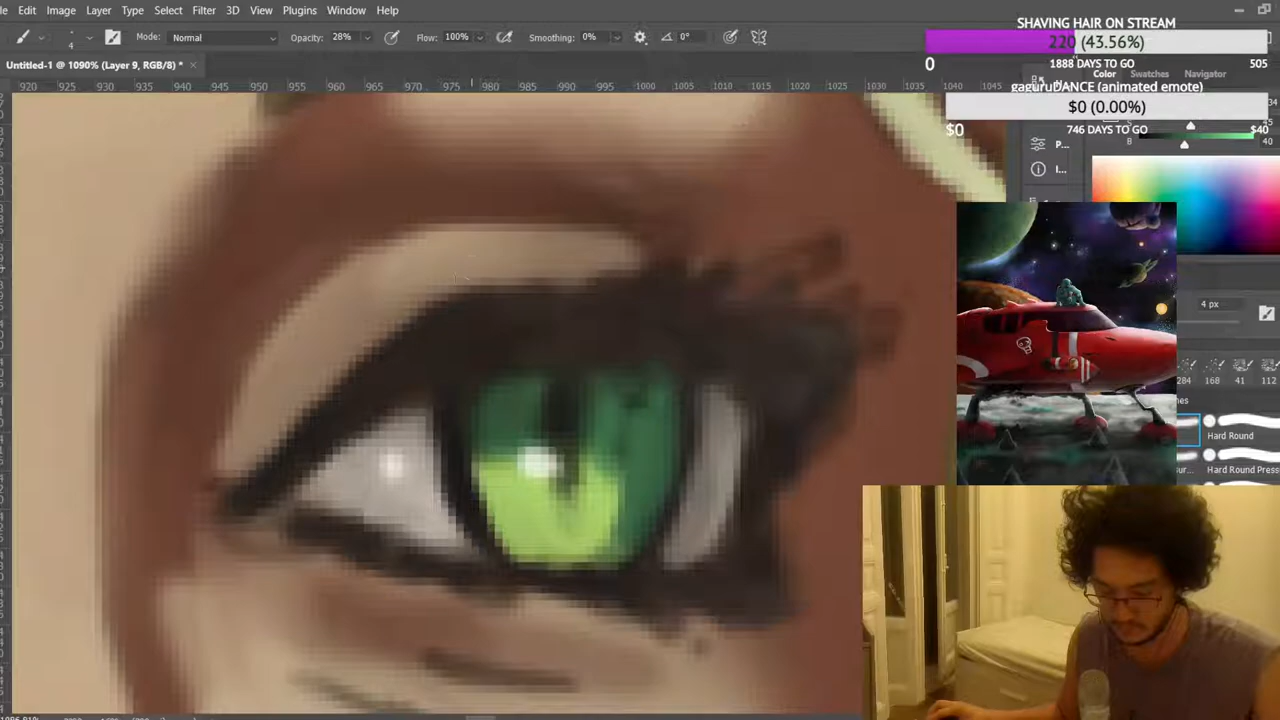 Edit Image Layer Type Select Filter 3D View Plugins Window Help
4 Mode: Normal Opacity: 28% Flow: 100% Smoothing: 0% 0°
SHAVING HAIR ON STREAM
220 (43.56%)
0 1888 DAYS TO GO 505
Untitled-1 @ 1090% (Layer 9, RGB/8) *
Color Swatches Navigator
gaguruDANCE (animated emote)
$0 (0.00%)
$0 746 DAYS TO GO $40
920 925 930 935 940 945 950 955 960 965 970 975 980 985 990 995 1000 1005 1010 1015 1020 1025 1030 1035 1040 1045
S
B 40
P...
I...
4 px
284 168 41 112
Hard Round
Hard Round Press